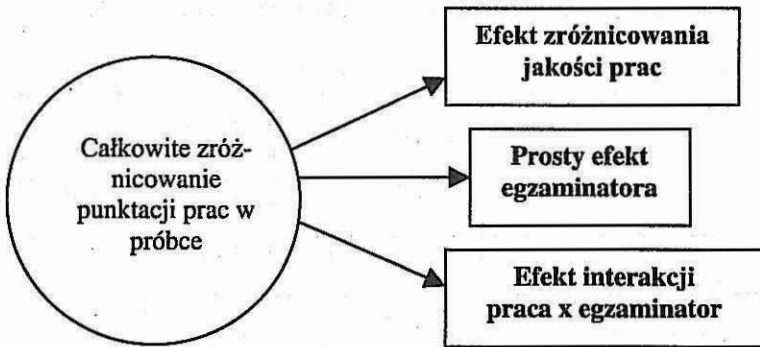 Całkowite zróż-
nicowanie
punktacji prac w
próbce
Efekt zróżnicowania
jakości prac
Prosty efekt
egzaminatora
Efekt interakcji
praca x egzaminator